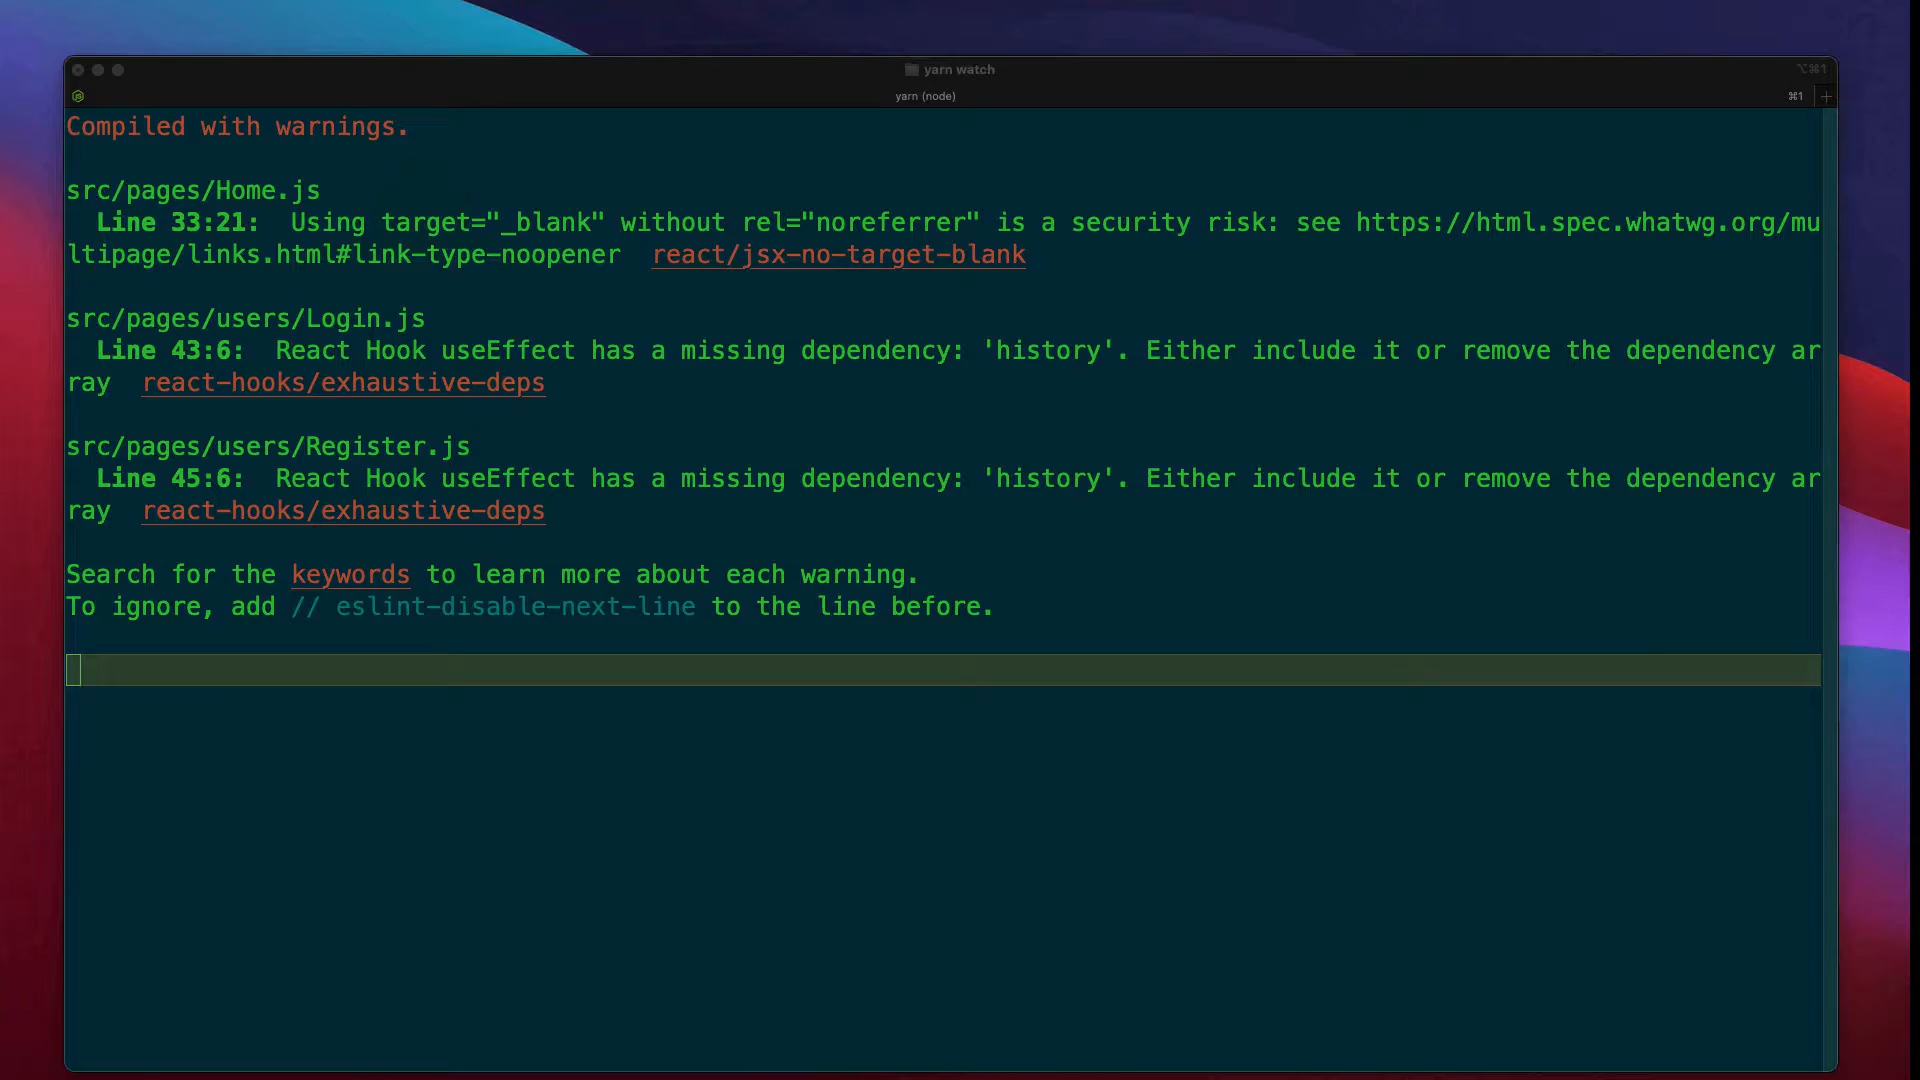 yarn watch
⌥⌘1
yarn (node)
⌘1
Compiled with warnings.
src/pages/Home.js
Line 33:21: Using target="_blank" without rel="noreferrer" is a security risk: see https://html.spec.whatwg.org/mu
ltipage/links.html#link-type-noopener react/jsx-no-target-blank
src/pages/users/Login.js
Line 43:6: React Hook useEffect has a missing dependency: 'history'. Either include it or remove the dependency ar
ray react-hooks/exhaustive-deps
src/pages/users/Register.js
Line 45:6: React Hook useEffect has a missing dependency: 'history'. Either include it or remove the dependency ar
ray react-hooks/exhaustive-deps
Search for the keywords to learn more about each warning.
To ignore, add // eslint-disable-next-line to the line before.